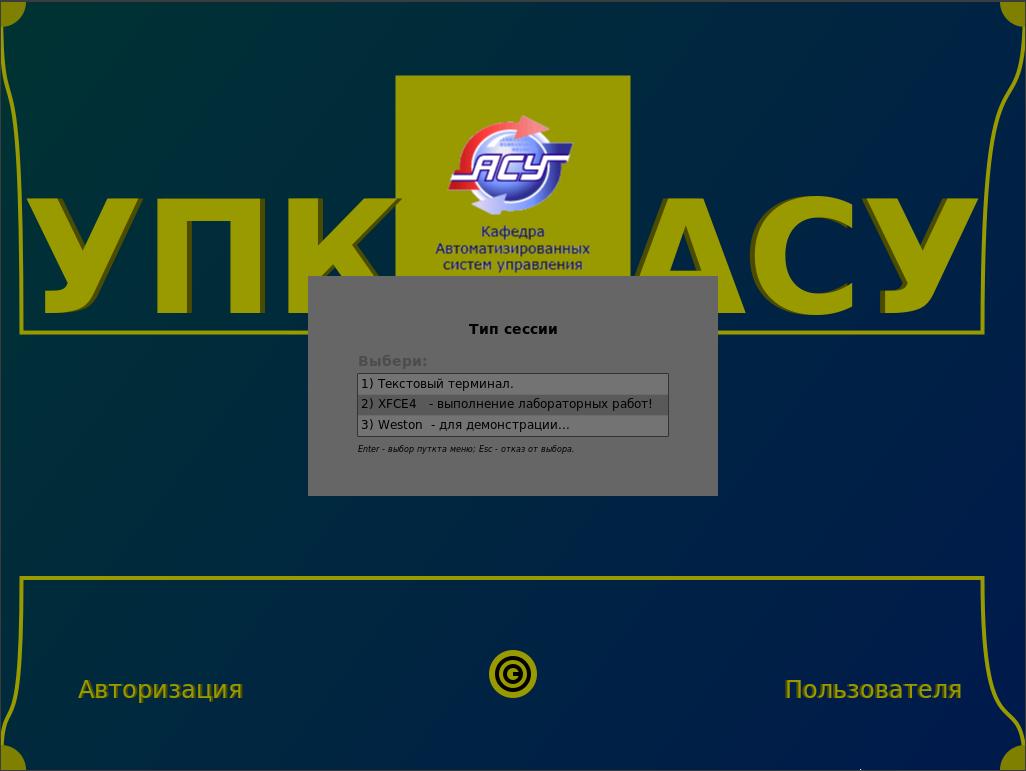 АСУ
Кафедра
Автоматизированных
систем управления
УПК АСУ
Тип сессии
Выбери:
1) Текстовый терминал.
2) XFCE4 - выполнение лабораторных работ!
3) Weston - для демонстрации...
Enter - выбор путкта меню; Esc - отказ от выбора.
G
Авторизация Пользователя